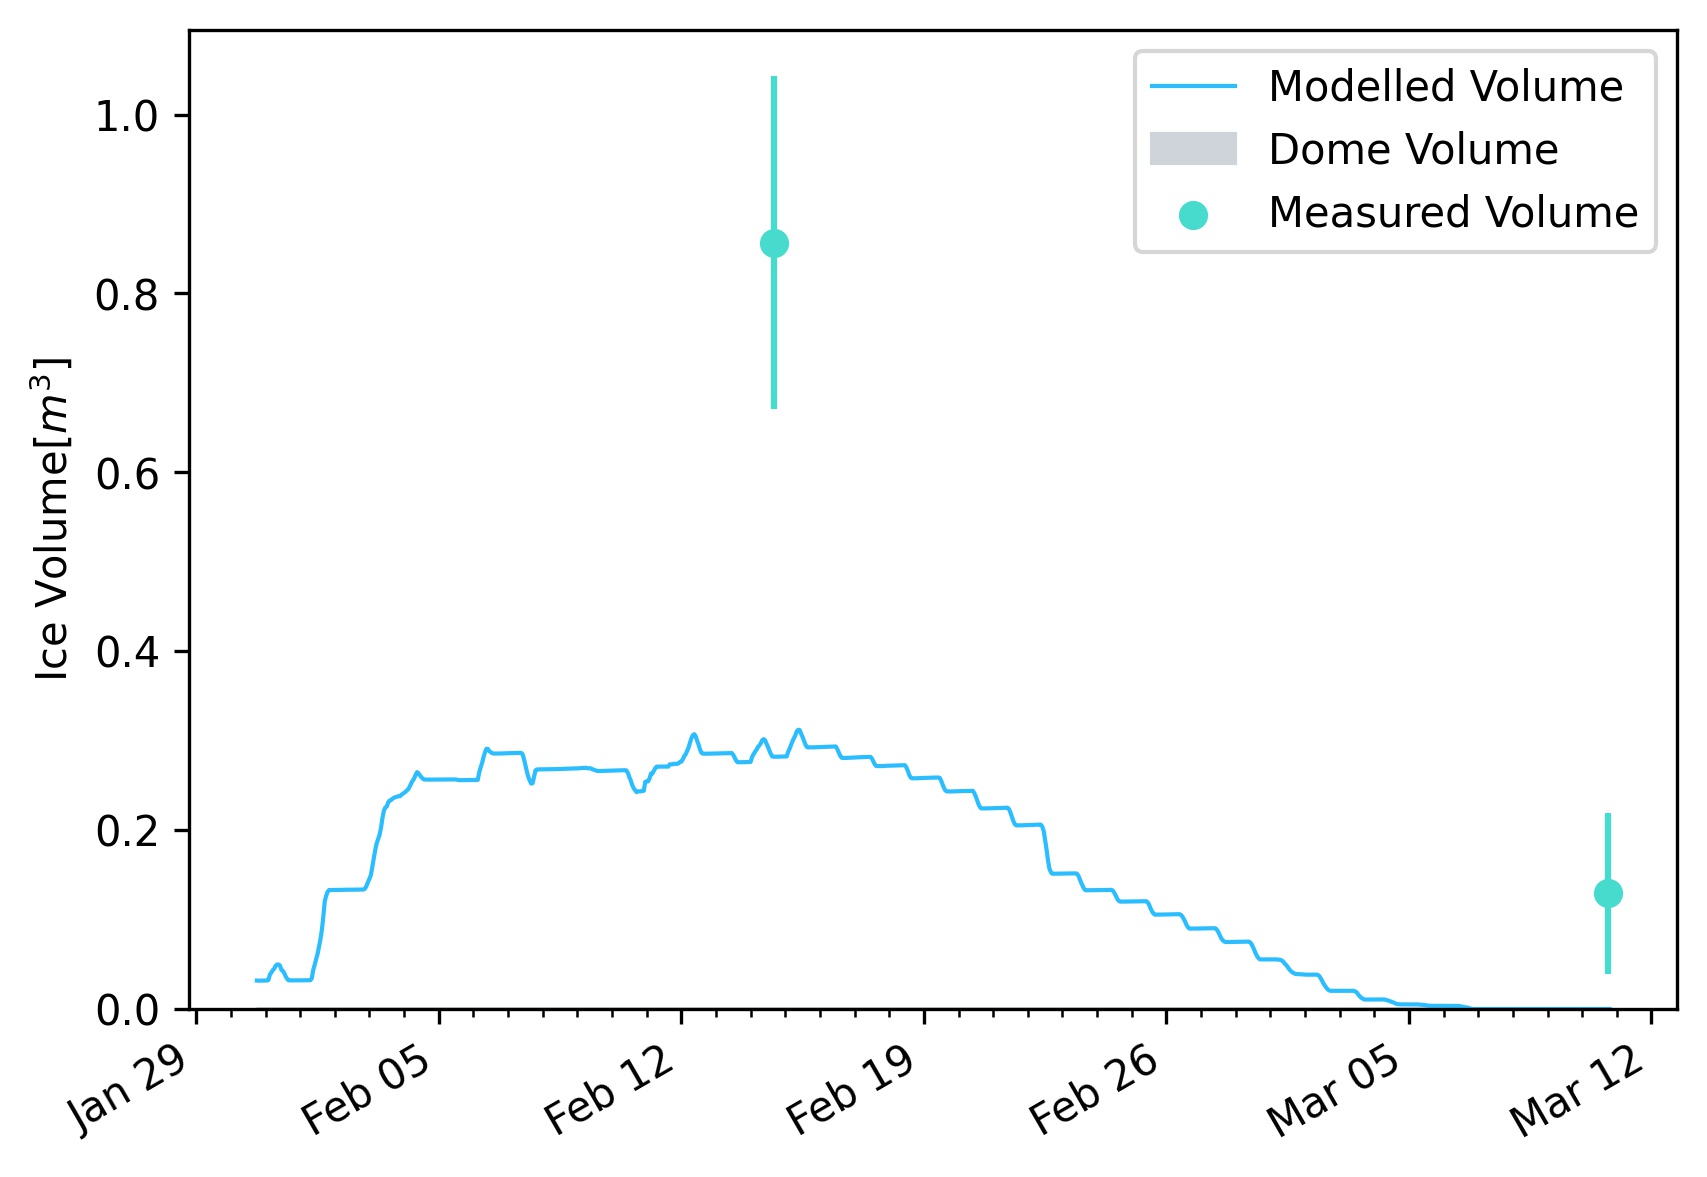 Modelled Volume
Dome Volume
Measured Volume
1.0
0.8
0.6
0.4
0.2
0.0
Ice Volume[m³]
Jan 29
Feb 05
Feb 12
Feb 19
Feb 26
Mar 05
Mar 12